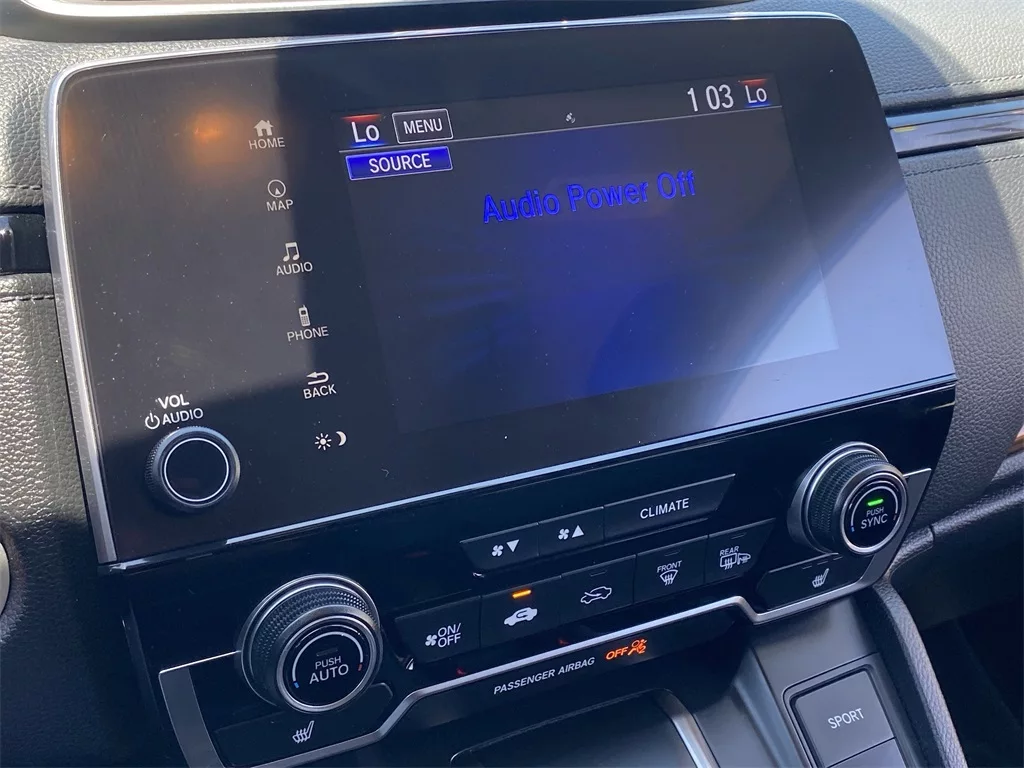 HOME
MAP
AUDIO
PHONE
BACK
VOL
AUDIO
Lo
MENU
1 03
Lo
SOURCE
Audio Power Off
CLIMATE
PUSH
SYNC
FRONT
REAR
ON/
OFF
PUSH
AUTO
PASSENGER AIRBAG
OFF
SPORT